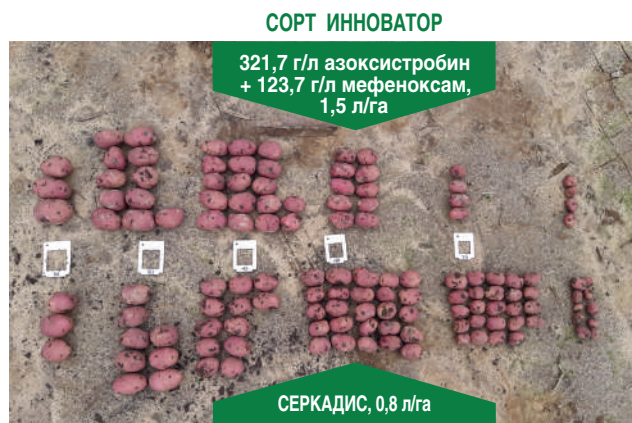 СОРТ ИННОВАТОР
321,7 г/л азоксистробин
+ 123,7 г/л мефеноксам,
1,5 л/га
СЕРКАДИС, 0,8 л/га